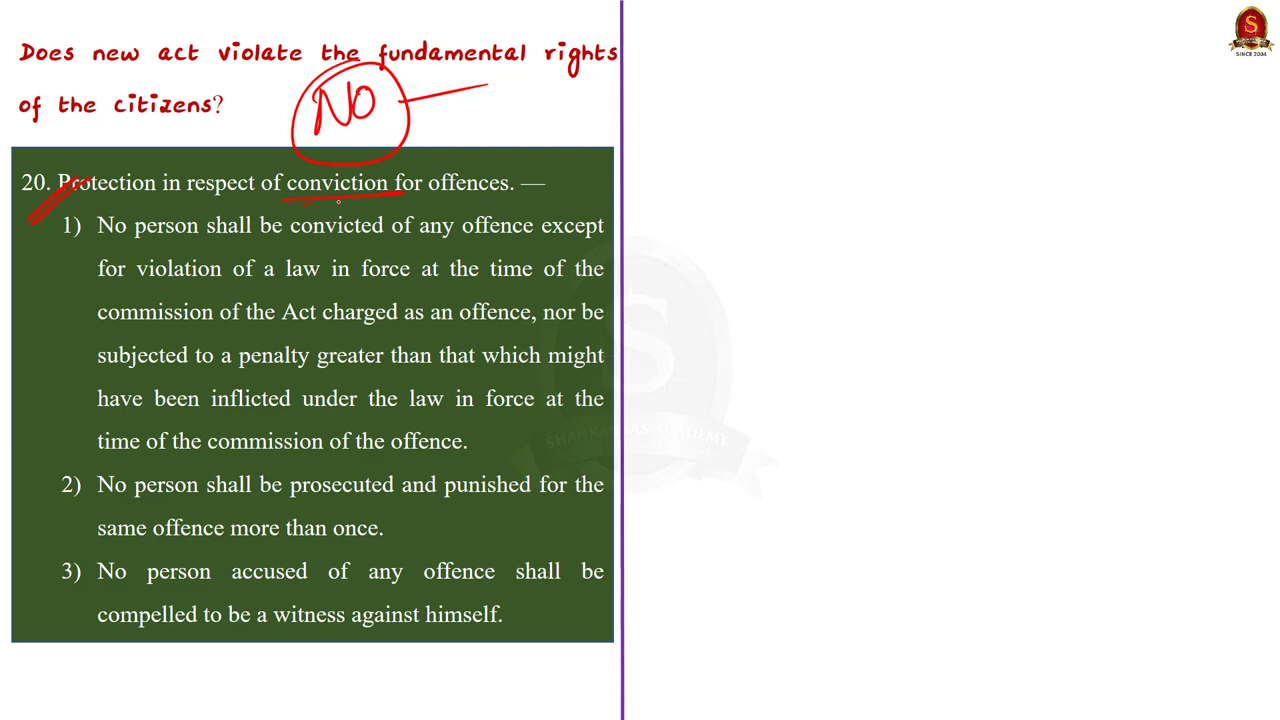 Does new act violate the fundamental rights
of the citizens?
NO
20. Protection in respect of conviction for offences. —
1) No person shall be convicted of any offence except
for violation of a law in force at the time of the
commission of the Act charged as an offence, nor be
subjected to a penalty greater than that which might
have been inflicted under the law in force at the
time of the commission of the offence.
2) No person shall be prosecuted and punished for the
same offence more than once.
3) No person accused of any offence shall be
compelled to be a witness against himself.
S
SINCE 2004
S